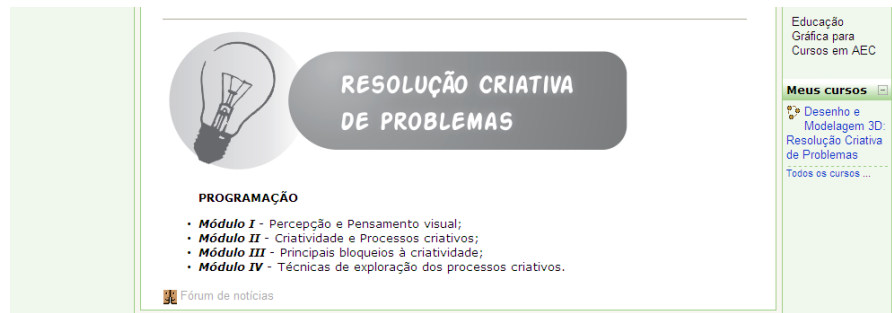 RESOLUÇÃO CRIATIVA
DE PROBLEMAS
PROGRAMAÇÃO
• Módulo I - Percepção e Pensamento visual;
• Módulo II - Criatividade e Processos criativos;
• Módulo III - Principais bloqueios à criatividade;
• Módulo IV - Técnicas de exploração dos processos criativos.
Fórum de notícias
Educação
Gráfica para
Cursos em AEC
Meus cursos
Desenho e
Modelagem 3D:
Resolução Criativa
de Problemas
Todos os cursos ...